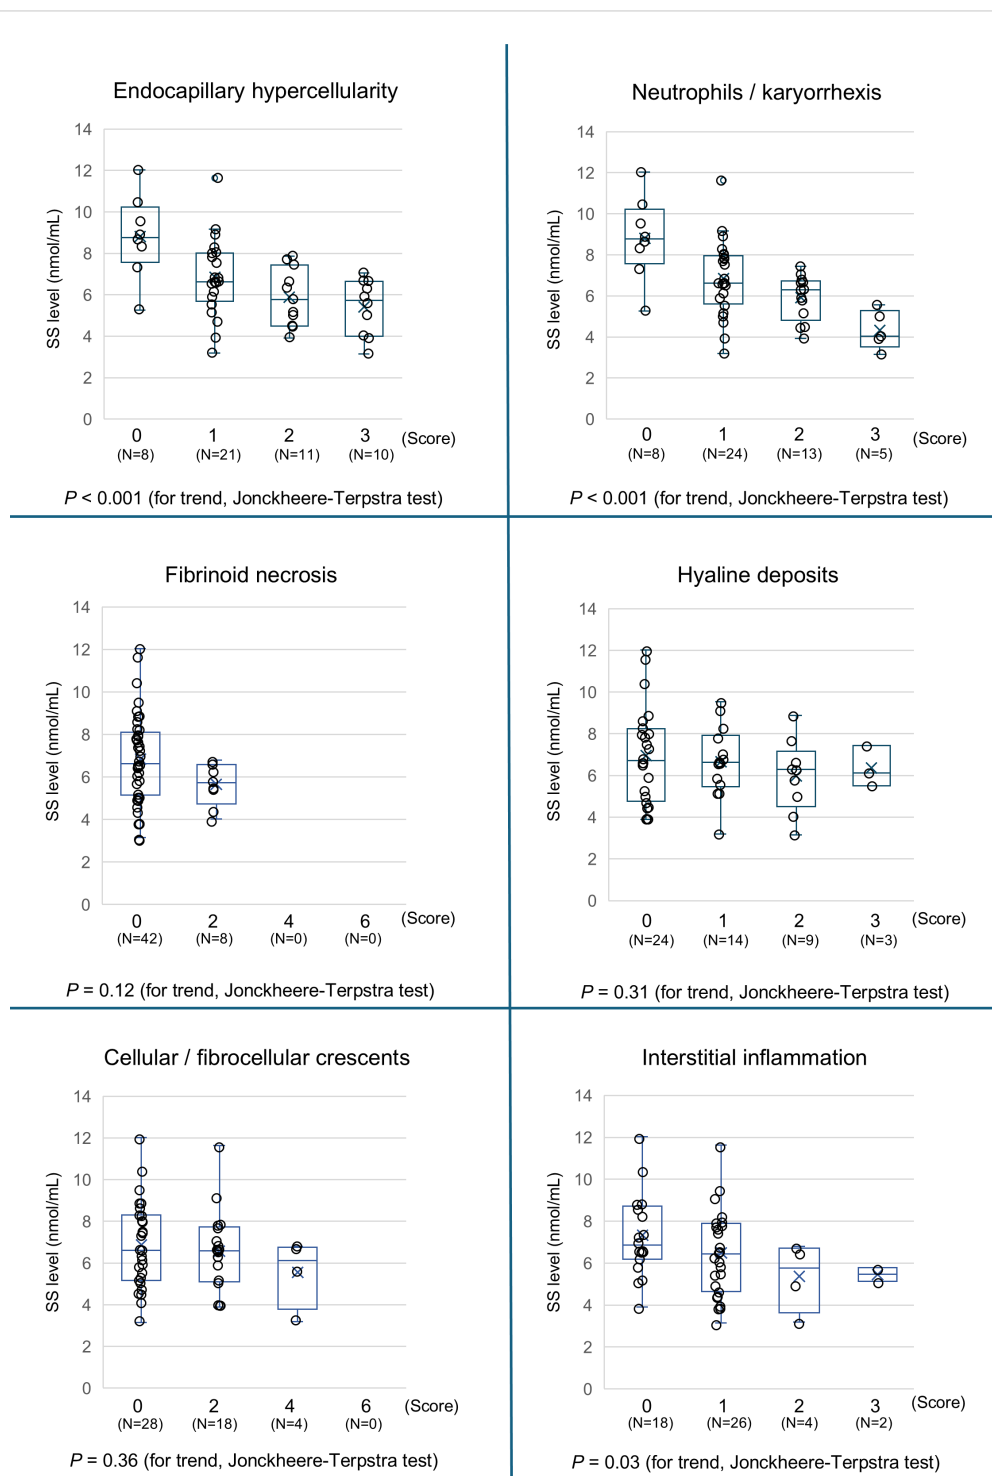 Endocapillary hypercellularity
SS level (nmol/mL)
14
12
10
8
6
4
2
0
0 1 2 3 (Score)
(N=8) (N=21) (N=11) (N=10)
P < 0.001 (for trend, Jonckheere-Terpstra test)
Neutrophils / karyorrhexis
SS level (nmol/mL)
14
12
10
8
6
4
2
0
0 1 2 3 (Score)
(N=8) (N=24) (N=13) (N=5)
P < 0.001 (for trend, Jonckheere-Terpstra test)
Fibrinoid necrosis
SS level (nmol/mL)
14
12
10
8
6
4
2
0
0 2 4 6 (Score)
(N=42) (N=8) (N=0) (N=0)
P = 0.12 (for trend, Jonckheere-Terpstra test)
Hyaline deposits
SS level (nmol/mL)
14
12
10
8
6
4
2
0
0 1 2 3 (Score)
(N=24) (N=14) (N=9) (N=3)
P = 0.31 (for trend, Jonckheere-Terpstra test)
Cellular / fibrocellular crescents
SS level (nmol/mL)
14
12
10
8
6
4
2
0
0 2 4 6 (Score)
(N=28) (N=18) (N=4) (N=0)
P = 0.36 (for trend, Jonckheere-Terpstra test)
Interstitial inflammation
SS level (nmol/mL)
14
12
10
8
6
4
2
0
0 1 2 3 (Score)
(N=18) (N=26) (N=4) (N=2)
P = 0.03 (for trend, Jonckheere-Terpstra test)